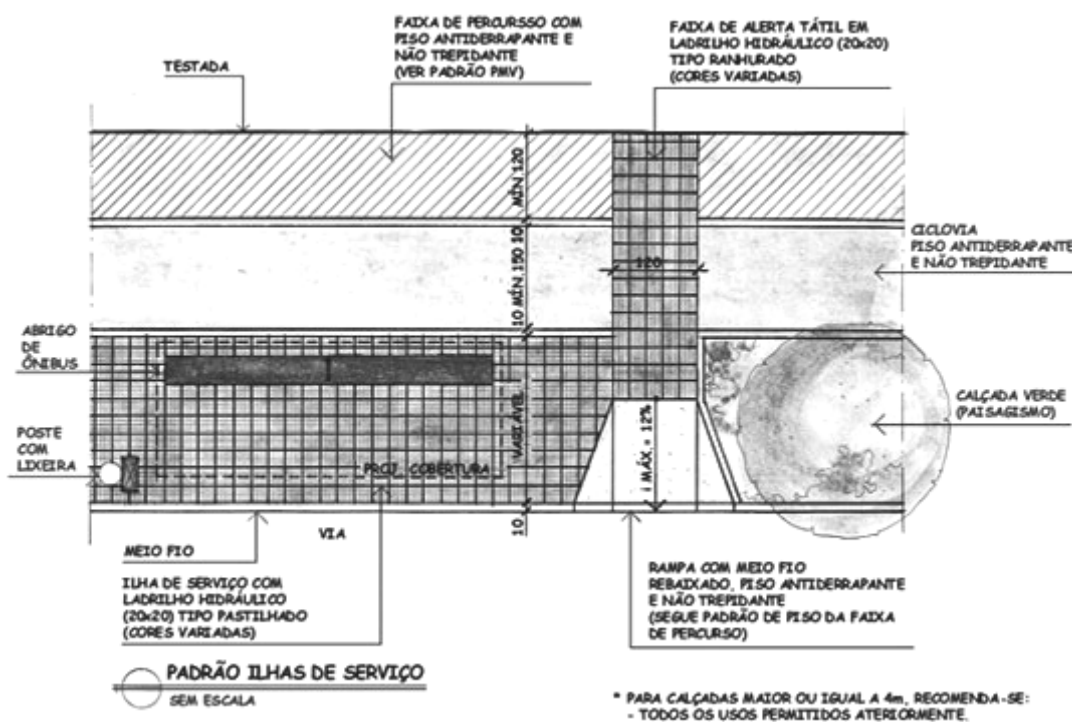 FAIXA DE PERCURSSO COM
PISO ANTIDERRAPANTE E
NÃO TREPIDANTE
(VER PADRÃO PMV)
FAIXA DE ALERTA TÁTIL EM
LADRILHO HIDRÁULICO (20x20)
TIPO RANHURADO
(CORES VARIADAS)
TESTADA
MÍN.120
10
CICLOVIA
PISO ANTIDERRAPANTE
E NÃO TREPIDANTE
MÍN.150
120
10
ABRIGO
DE
ÔNIBUS
VARIÁVEL
CALÇADA VERDE
(PAISAGISMO)
i MÁX. = 12%
POSTE
COM
LIXEIRA
PROJ. COBERTURA
10
VIA
MEIO FIO
ILHA DE SERVIÇO COM
LADRILHO HIDRÁULICO
(20x20) TIPO PASTILHADO
(CORES VARIADAS)
RAMPA COM MEIO FIO
REBAIXADO, PISO ANTIDERRAPANTE
E NÃO TREPIDANTE
(SEGUE PADRÃO DE PISO DA FAIXA
DE PERCURSO)
PADRÃO ILHAS DE SERVIÇO
SEM ESCALA
* PARA CALÇADAS MAIOR OU IGUAL A 4m, RECOMENDA-SE:
- TODOS OS USOS PERMITIDOS ATERIORMENTE.